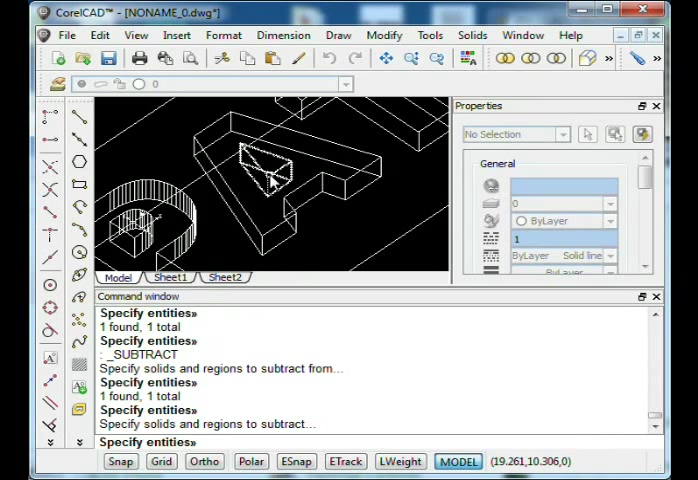 CorelCAD™ - [NONAME_0.dwg*]
File Edit View Insert Format Dimension Draw Modify Tools Solids Window Help
0
Properties
No Selection
General
0
ByLayer
1
ByLayer Solid line
ByLayer
Model Sheet1 Sheet2
Command window
Specify entities»
1 found, 1 total
Specify entities»
: _SUBTRACT
Specify solids and regions to subtract from...
Specify entities»
1 found, 1 total
Specify entities»
Specify solids and regions to subtract...
Specify entities»
Snap Grid Ortho Polar ESnap ETrack LWeight MODEL (19.261,10.306,0)